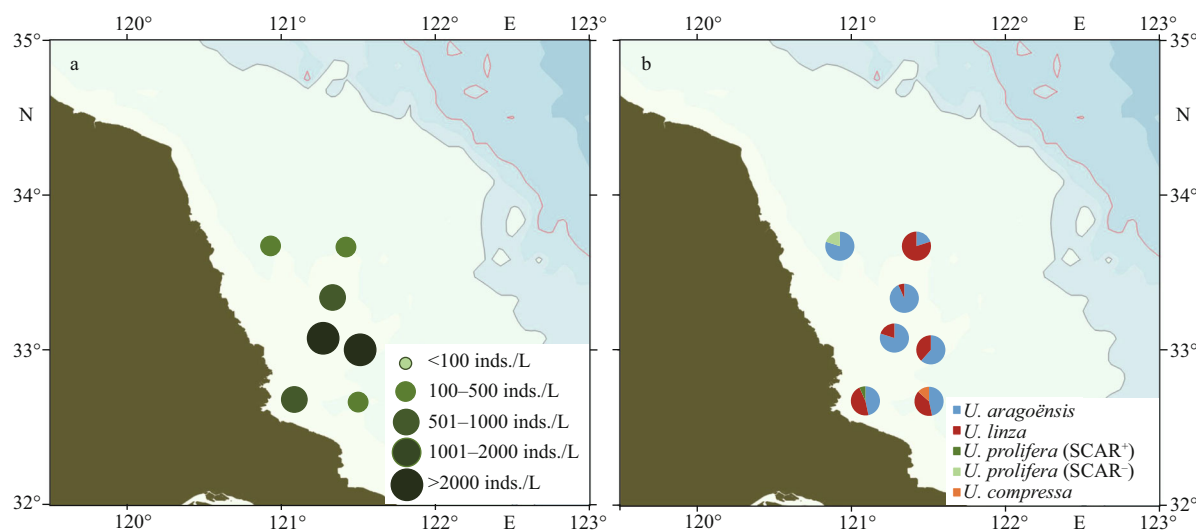 120° 121° 122° E 123°
35°
a
N
34°
33°
32°
<100 inds./L
100–500 inds./L
501–1000 inds./L
1001–2000 inds./L
>2000 inds./L
120° 121° 122° E 123°
120° 121° 122° E 123°
b
35°
N
34°
33°
32°
U. aragoënsis
U. linza
U. prolifera (SCAR⁺)
U. prolifera (SCAR⁻)
U. compressa
120° 121° 122° E 123°